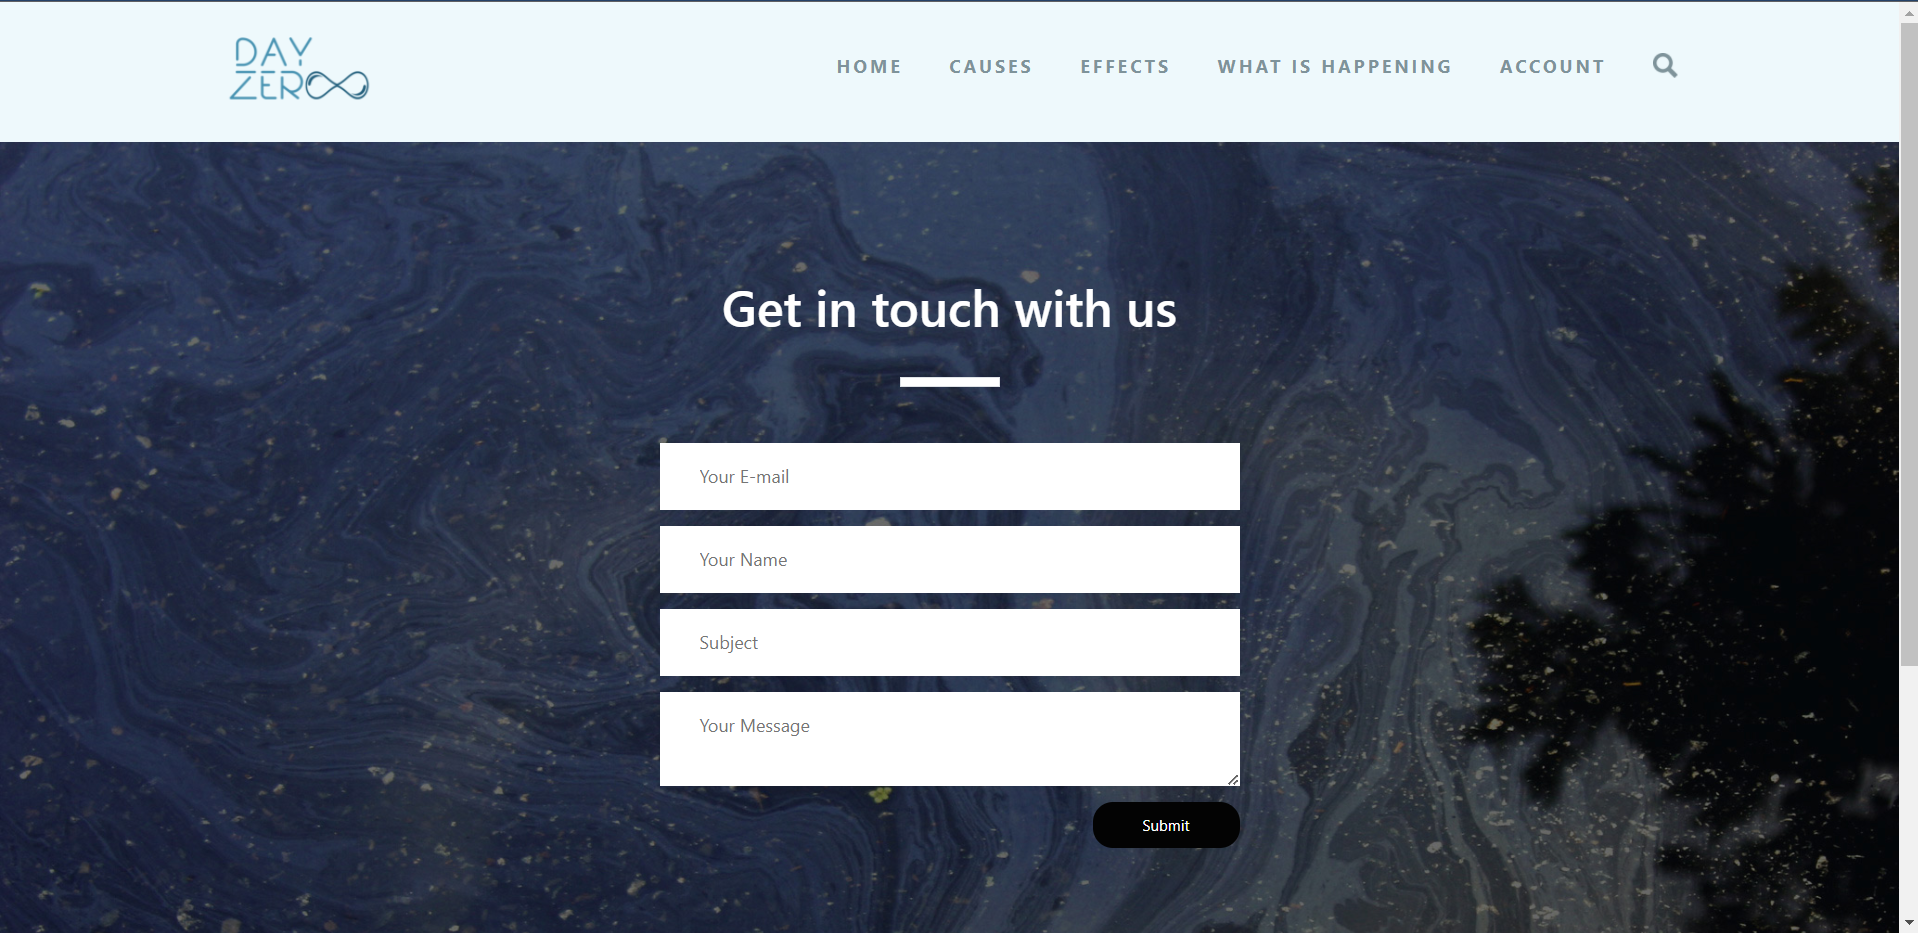 DAY
ZERO
HOME CAUSES EFFECTS WHAT IS HAPPENING ACCOUNT
Get in touch with us
Your E-mail
Your Name
Subject
Your Message
Submit